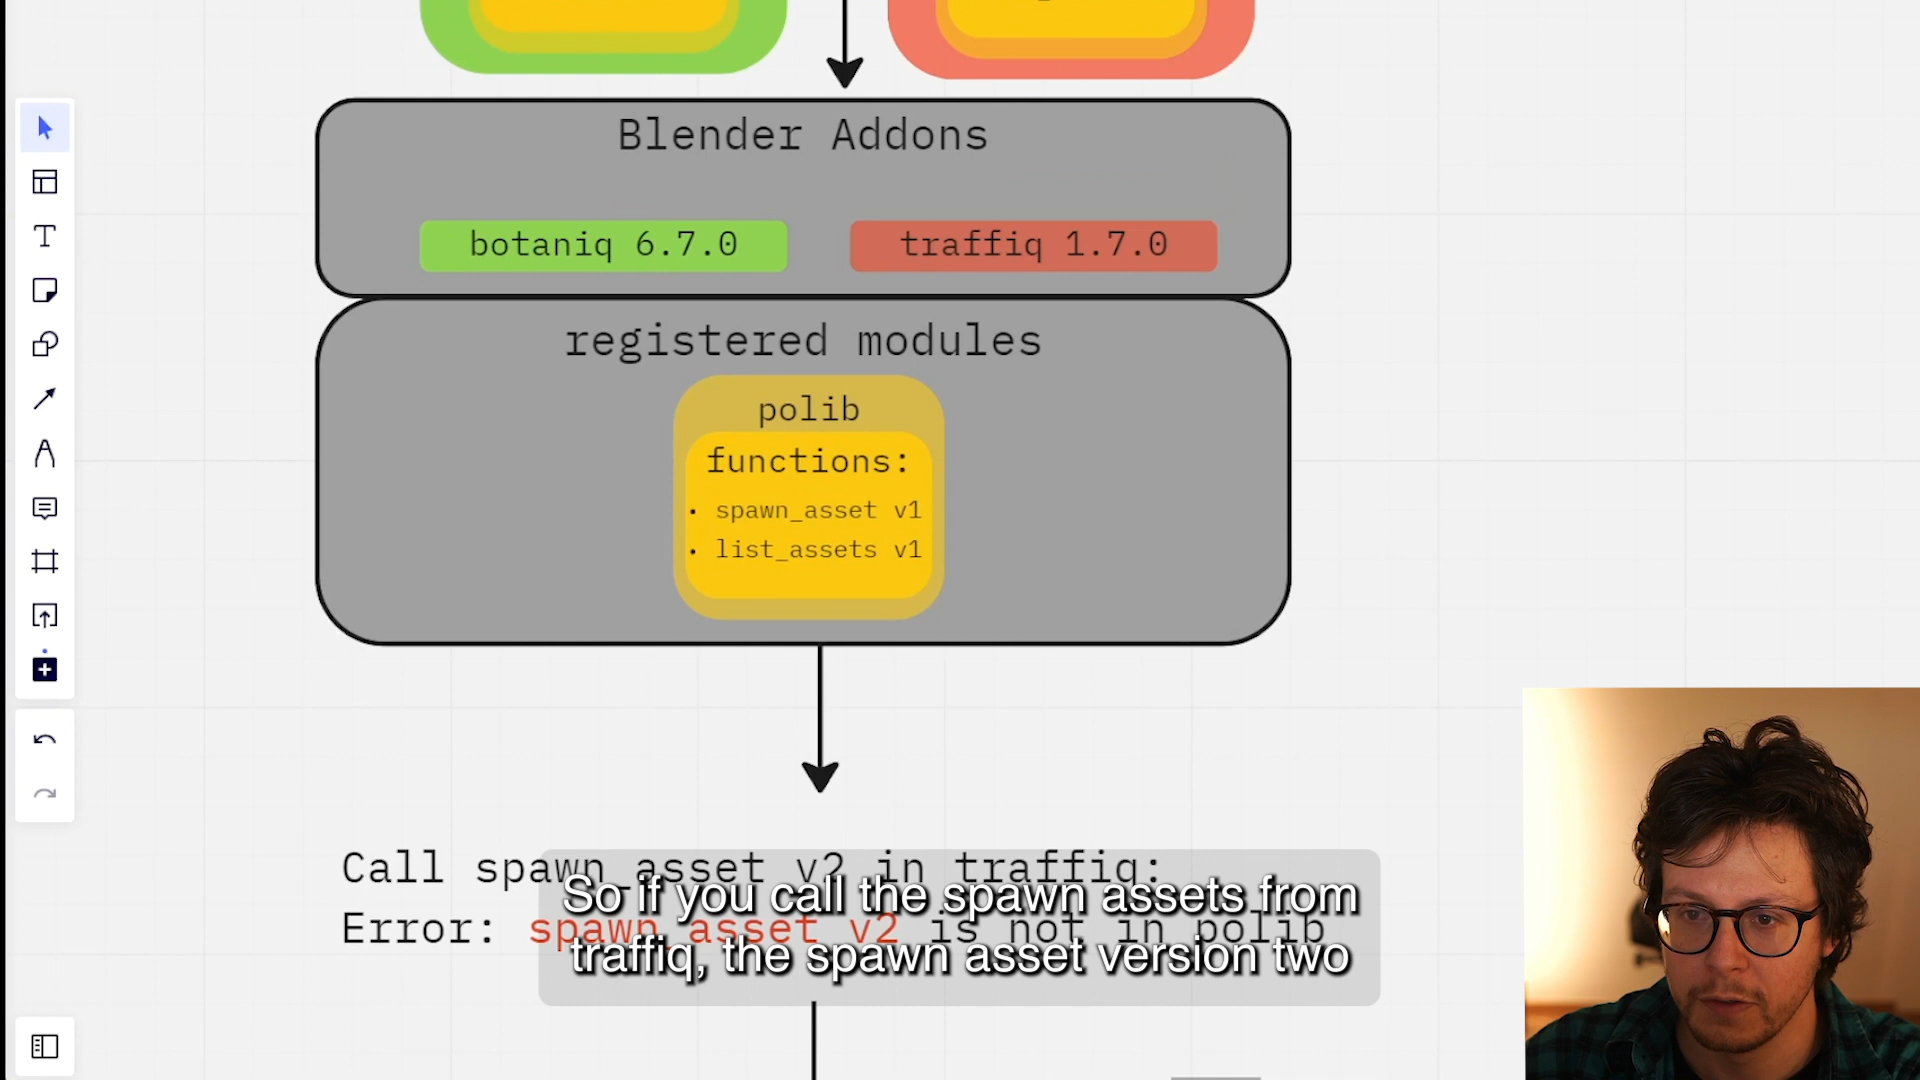 Blender Addons
botaniq 6.7.0
traffiq 1.7.0
registered modules
polib
functions:
• spawn_asset v1
• list_assets v1
Call spawn_asset v2 in traffiq:
Error: spawn_asset v2 is not in polib
So if you call the spawn assets from
traffiq, the spawn asset version two